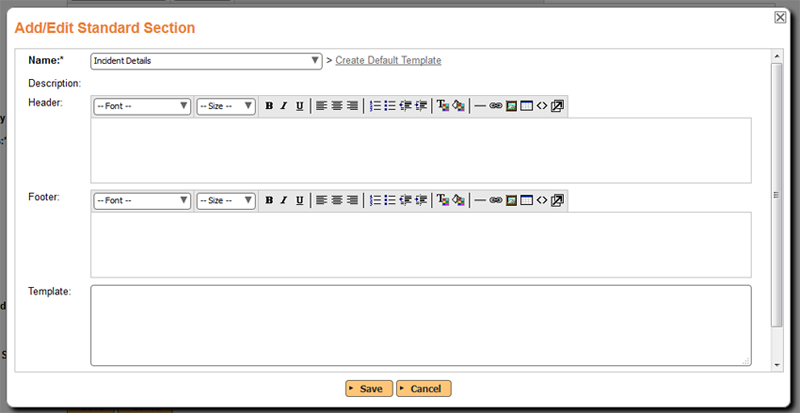 Add/Edit Standard Section
Name:* Incident Details > Create Default Template
Description:
Header: -- Font -- -- Size -- B I U
Footer: -- Font -- -- Size -- B I U
Template:
Save Cancel